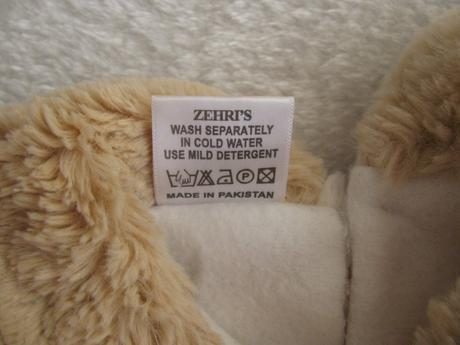 ZEHRI'S
WASH SEPARATELY
IN COLD WATER
USE MILD DETERGENT
P
MADE IN PAKISTAN